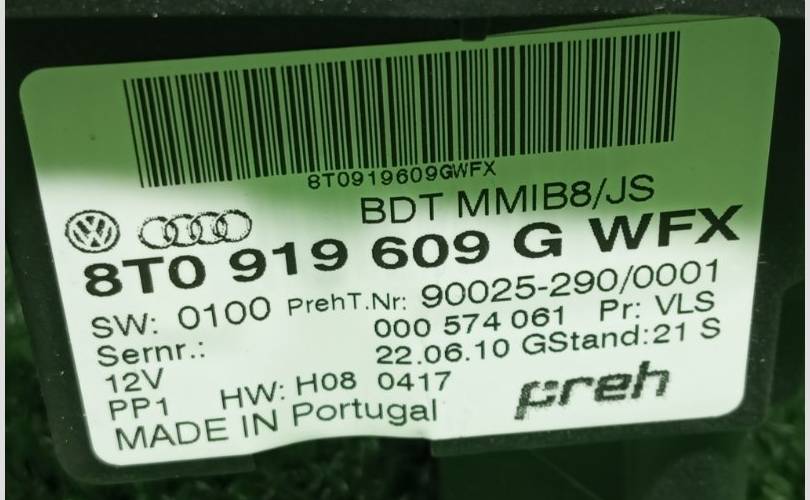 8T0919609GWFX
BDT MMIB8/JS
8T0 919 609 G WFX
SW: 0100 PrehT.Nr: 90025-290/0001
Sernr.: 000 574 061 Pr: VLS
12V 22.06.10 GStand:21 S
PP1 HW: H08 0417
preh
MADE IN Portugal